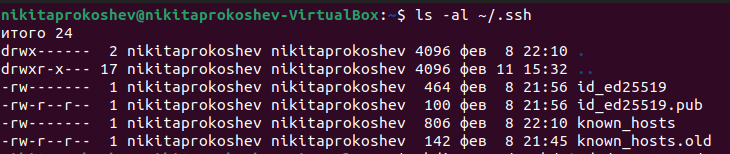 nikitaprokoshev@nikitaprokoshev-VirtualBox:~$ ls -al ~/.ssh
итого 24
drwx------  2 nikitaprokoshev nikitaprokoshev 4096 фев  8 22:10 .
drwxr-x--- 17 nikitaprokoshev nikitaprokoshev 4096 фев 11 15:32 ..
-rw-------  1 nikitaprokoshev nikitaprokoshev  464 фев  8 21:56 id_ed25519
-rw-r--r--  1 nikitaprokoshev nikitaprokoshev  100 фев  8 21:56 id_ed25519.pub
-rw-------  1 nikitaprokoshev nikitaprokoshev  806 фев  8 22:10 known_hosts
-rw-r--r--  1 nikitaprokoshev nikitaprokoshev  142 фев  8 21:45 known_hosts.old